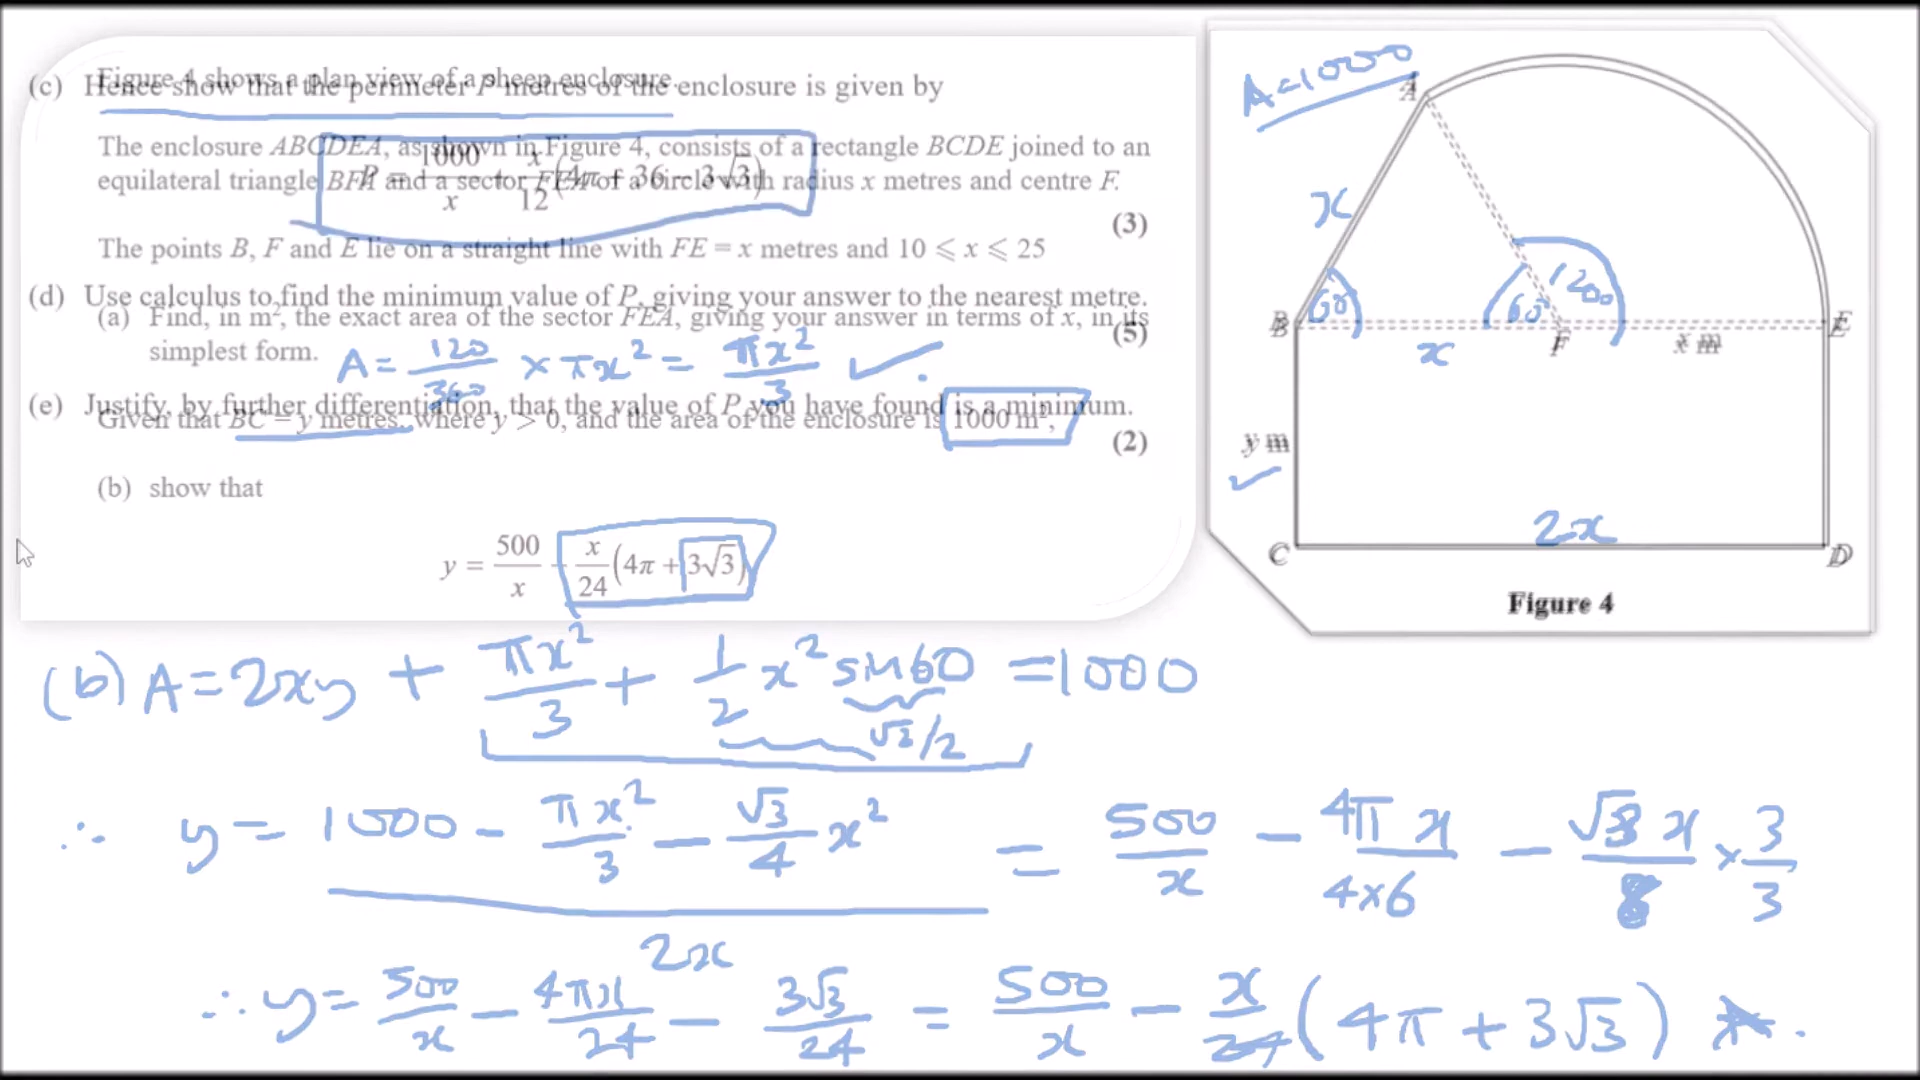 Figure 4 shows a plan view of a sheep enclosure.
(c) Hence show that the perimeter P metres of the enclosure is given by
The enclosure ABCDEA, as shown in Figure 4, consists of a rectangle BCDE joined to an
P = 1000/x + x/12 (4π + 36 − 3√3)
equilateral triangle BFA and a sector FEA of a circle with radius x metres and centre F.
(3)
The points B, F and E lie on a straight line with FE = x metres and 10 ⩽ x ⩽ 25
(d) Use calculus to find the minimum value of P, giving your answer to the nearest metre.
(a) Find, in m², the exact area of the sector FEA, giving your answer in terms of x, in its
(5)
simplest form.
A = 120/360 × πx² = πx²/3 ✓.
(e) Justify, by further differentiation, that the value of P you have found is a minimum.
Given that BC = y metres, where y > 0, and the area of the enclosure is 1000 m²,
(2)
(b) show that
y = 500/x − x/24 (4π + 3√3)
A=1000
A
x
B
60°
60°
120°
E
x
F
x m
y m
✓
2x
C
D
Figure 4
(b) A = 2xy + πx²/3 + 1/2 x² sin60 = 1000
√3/2
∴ y = (1000 − πx²/3 − √3/4 x²)/2x = 500/x − 4πx/4×6 − √3x/8 × 3/3
∴ y = 500/x − 4πx/24 − 3√3/24 = 500/x − x/24 (4π + 3√3) *.